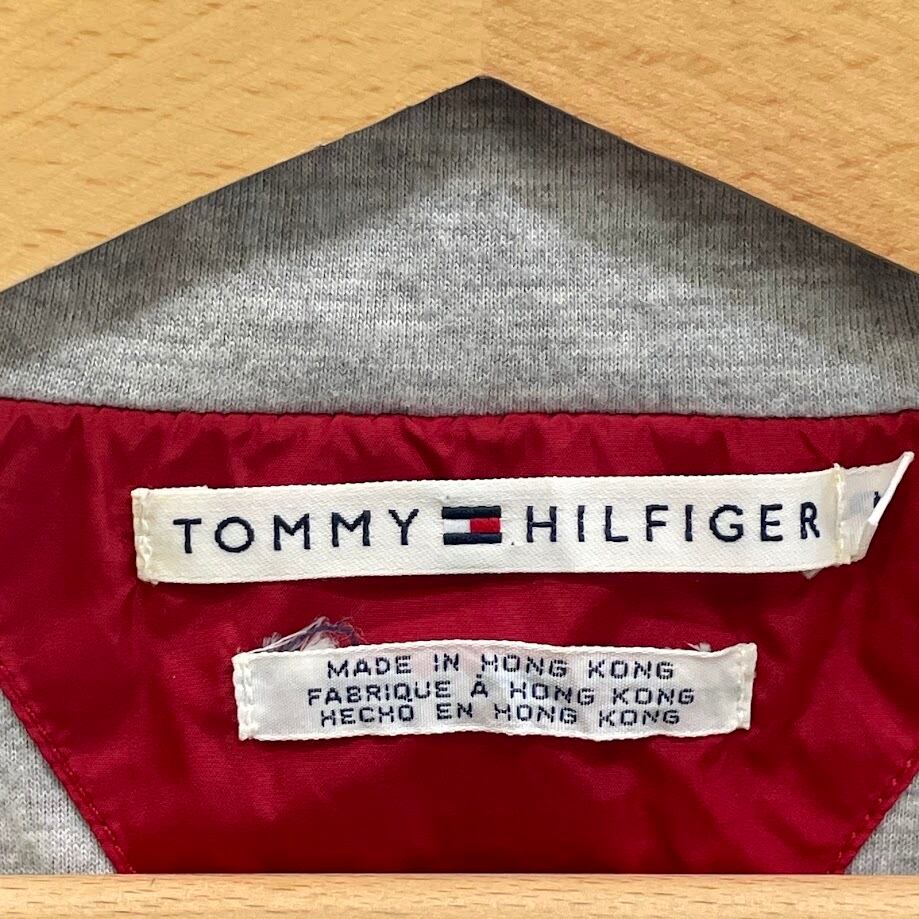 TOMMY HILFIGER
MADE IN HONG KONG
FABRIQUE À HONG KONG
HECHO EN HONG KONG